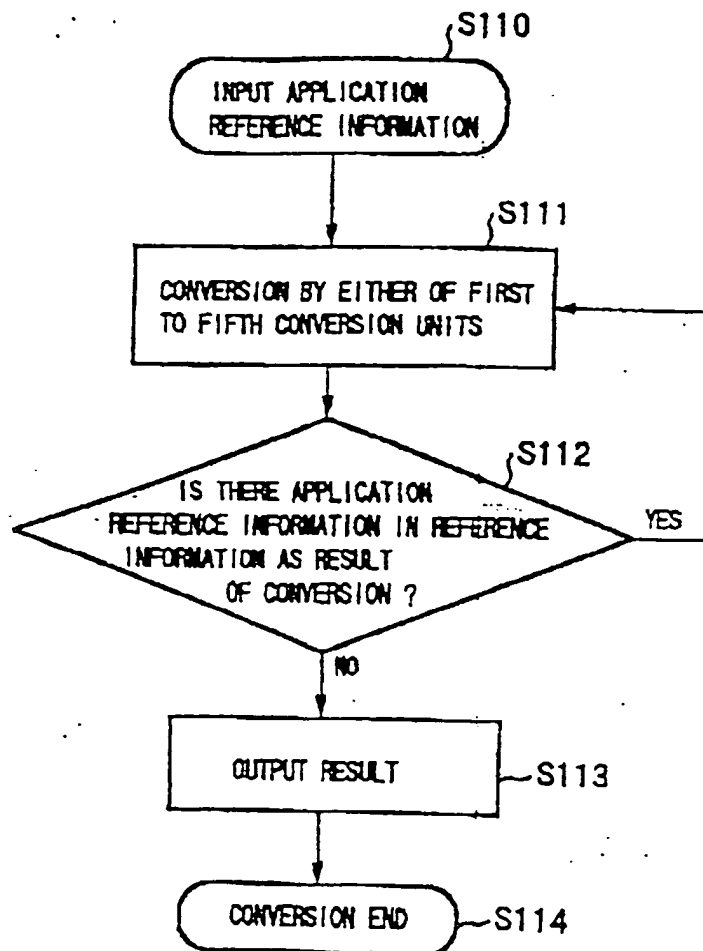 S110
INPUT APPLICATION
REFERENCE INFORMATION
S111
CONVERSION BY EITHER OF FIRST
TO FIFTH CONVERSION UNITS
S112
IS THERE APPLICATION
REFERENCE INFORMATION IN REFERENCE
INFORMATION AS RESULT
OF CONVERSION ?
YES
NO
OUTPUT RESULT
S113
CONVERSION END
S114